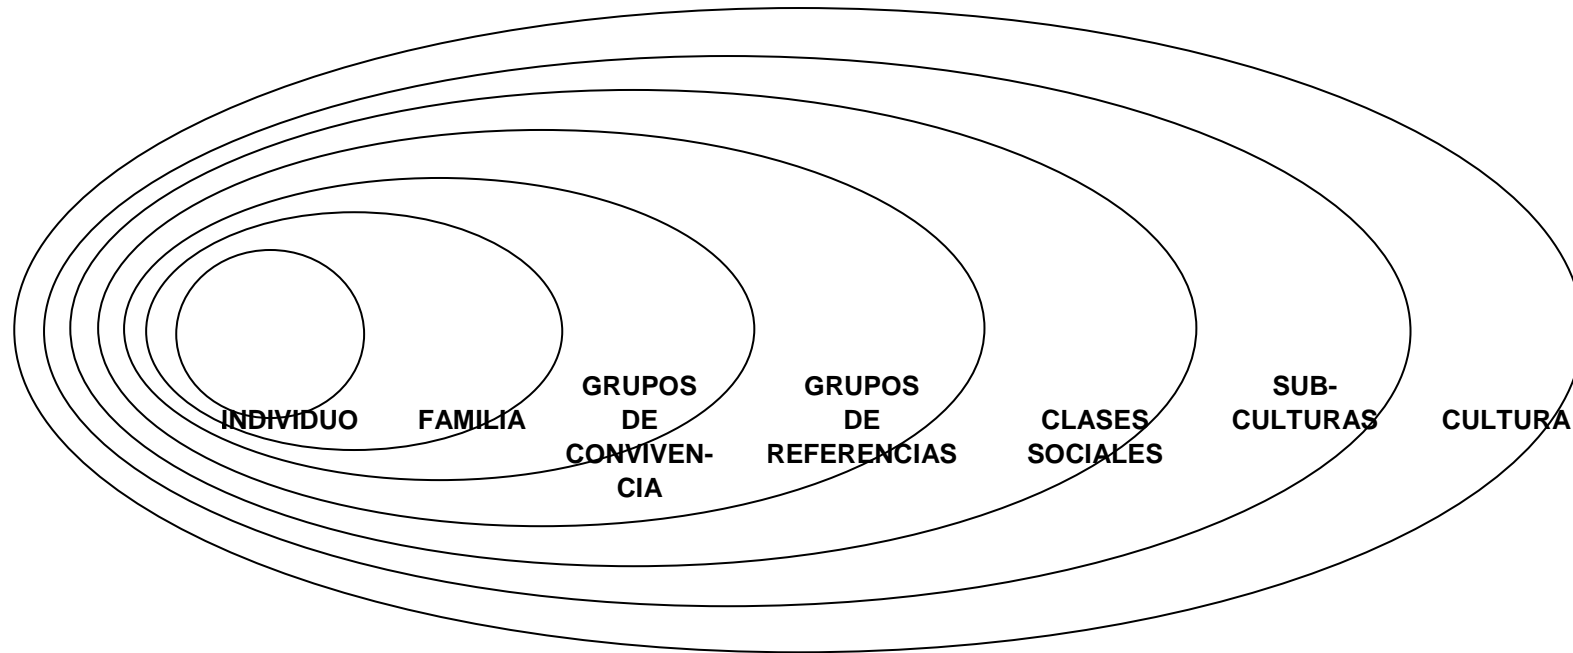 INDIVIDUO
FAMILIA
GRUPOS
DE
CONVIVEN-
CIA
GRUPOS
DE
REFERENCIAS
CLASES
SOCIALES
SUB-
CULTURAS
CULTURA